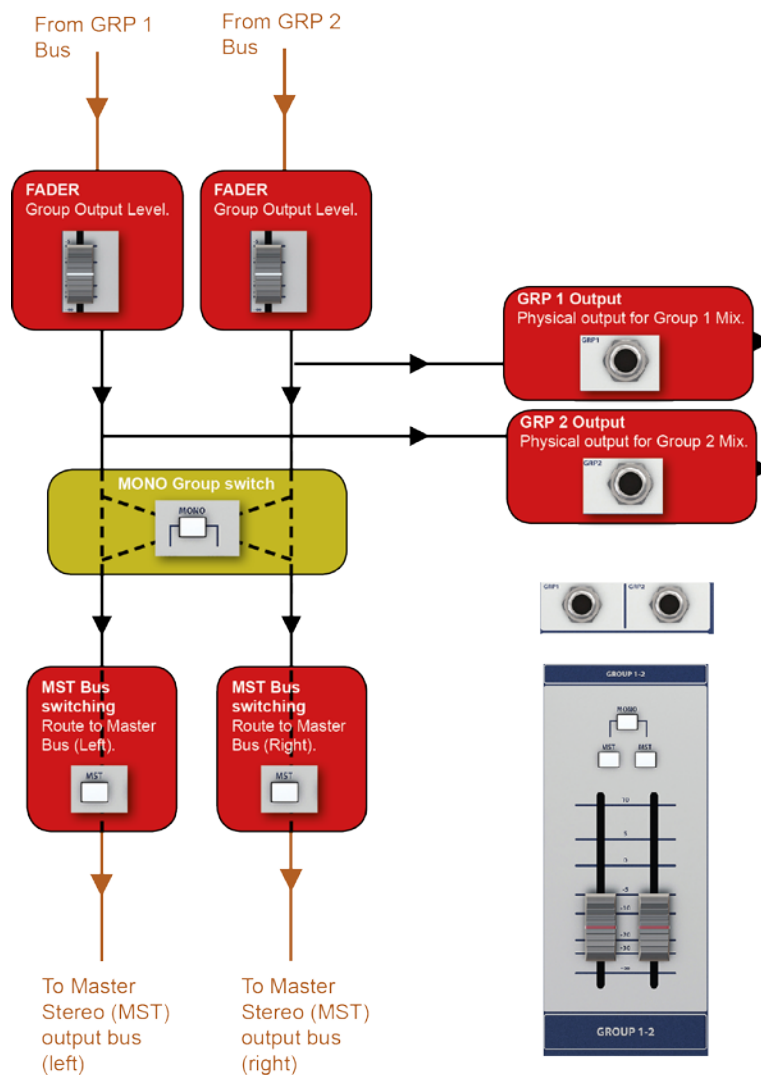 From GRP 1
Bus
From GRP 2
Bus
FADER
Group Output Level.
FADER
Group Output Level.
GRP 1 Output
Physical output for Group 1 Mix.
GRP1
GRP 2 Output
Physical output for Group 2 Mix.
GRP2
MONO Group switch
MONO
MST Bus
switching
Route to Master
Bus (Left).
MST
MST Bus
switching
Route to Master
Bus (Right).
MST
To Master
Stereo (MST)
output bus
(left)
To Master
Stereo (MST)
output bus
(right)
GRP1
GRP2
GROUP 1-2
MONO
MST
MST
10
5
0
-5
-10
-20
-30
-∞
GROUP 1-2